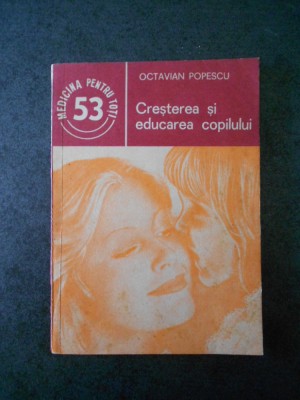 MEDICINA PENTRU TOȚI
53
OCTAVIAN POPESCU
Creșterea și
educarea copilului